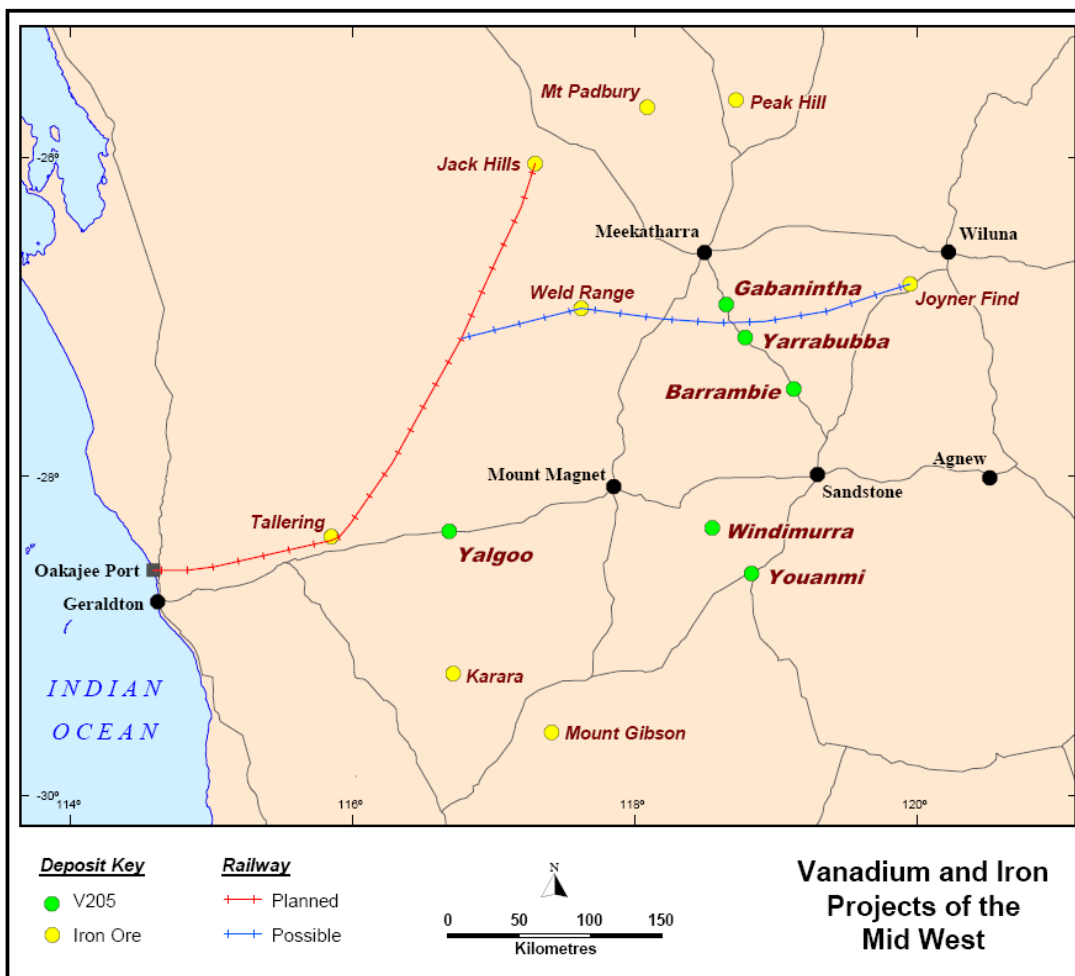 Mt Padbury
Peak Hill
-26°
Jack Hills
Meekatharra
Wiluna
Gabanintha
Weld Range
Joyner Find
Yarrabubba
Barrambie
-28°
Mount Magnet
Agnew
Sandstone
Tallering
Windimurra
Yalgoo
Oakajee Port
Youanmi
Geraldton
Karara
INDIAN
OCEAN
Mount Gibson
-30°
114°
116°
118°
120°
Deposit Key
V205
Iron Ore
Railway
Planned
Possible
N
0 50 100 150
Kilometres
Vanadium and Iron
Projects of the
Mid West